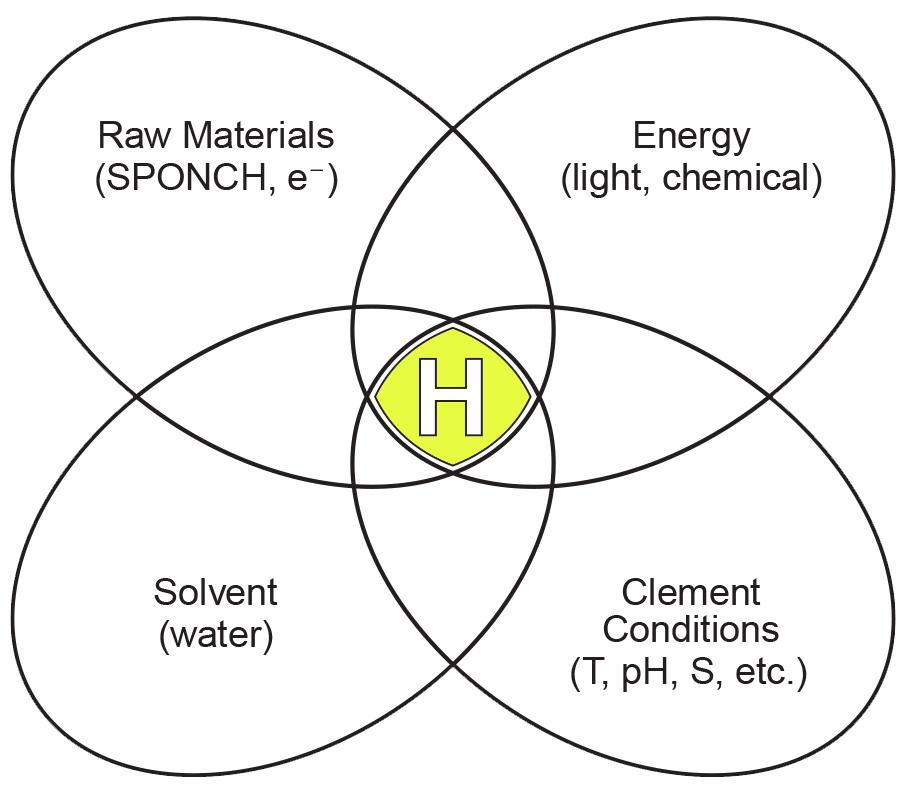 Raw Materials
(SPONCH, e⁻)
Energy
(light, chemical)
H
Solvent
(water)
Clement
Conditions
(T, pH, S, etc.)